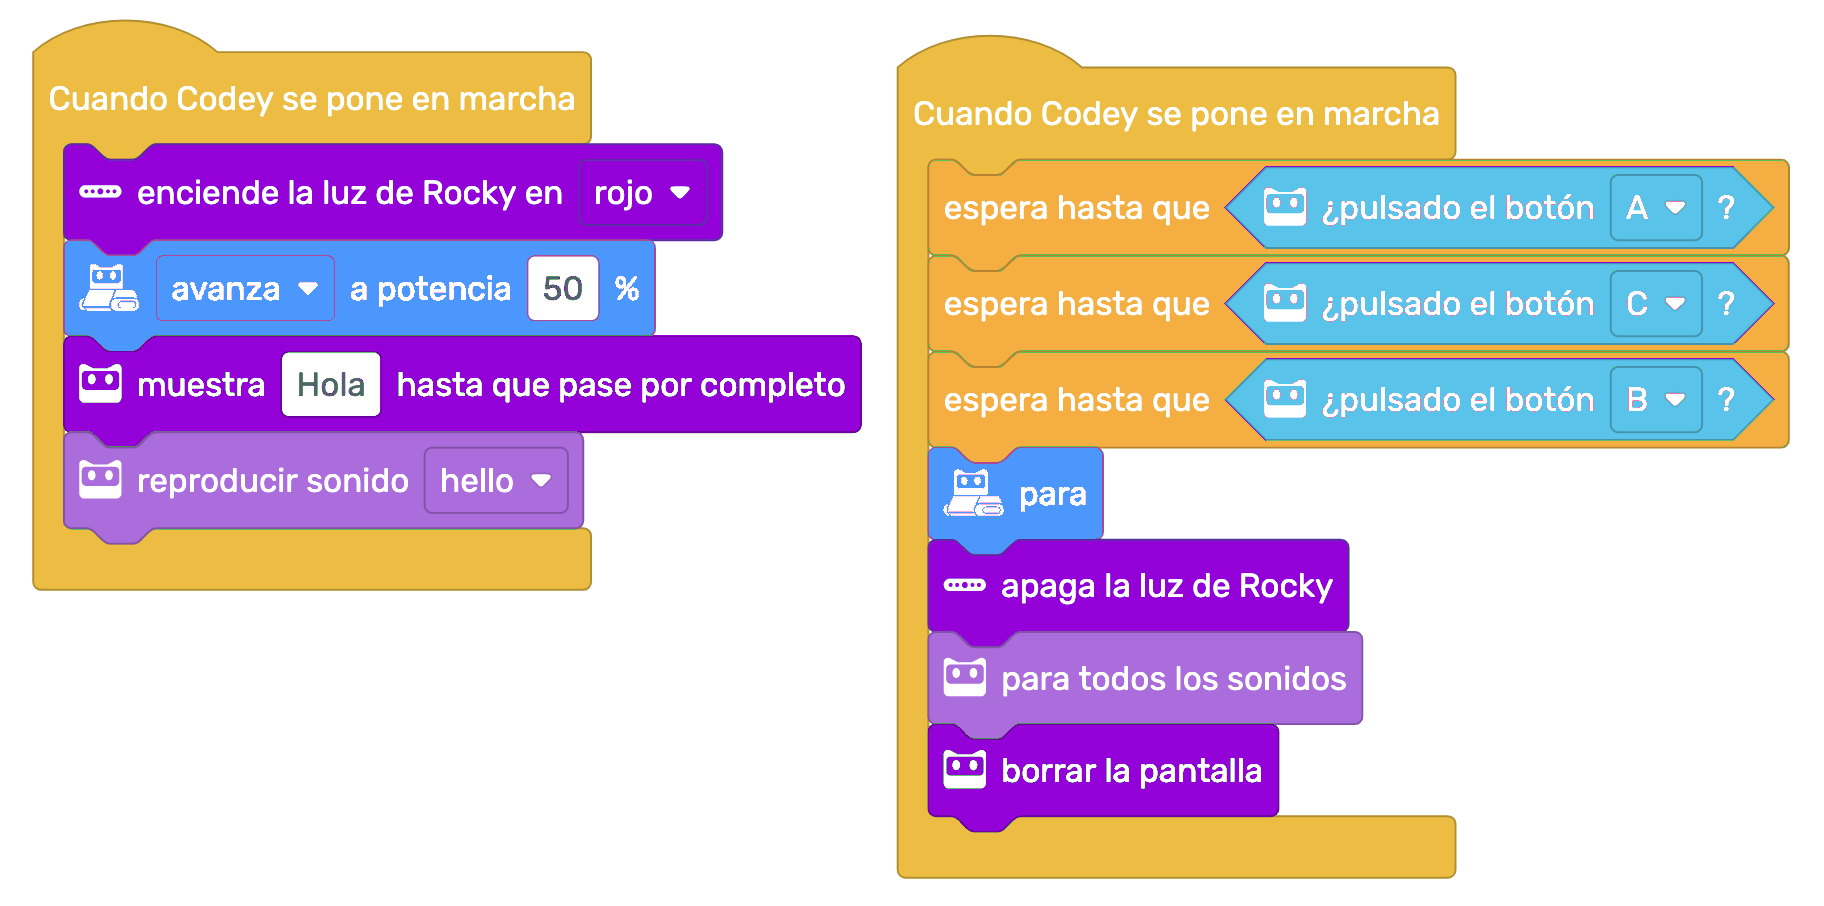 Cuando Codey se pone en marcha
enciende la luz de Rocky en rojo
avanza a potencia 50 %
muestra Hola hasta que pase por completo
reproducir sonido hello
Cuando Codey se pone en marcha
espera hasta que ¿pulsado el botón A ?
espera hasta que ¿pulsado el botón C ?
espera hasta que ¿pulsado el botón B ?
para
apaga la luz de Rocky
para todos los sonidos
borrar la pantalla